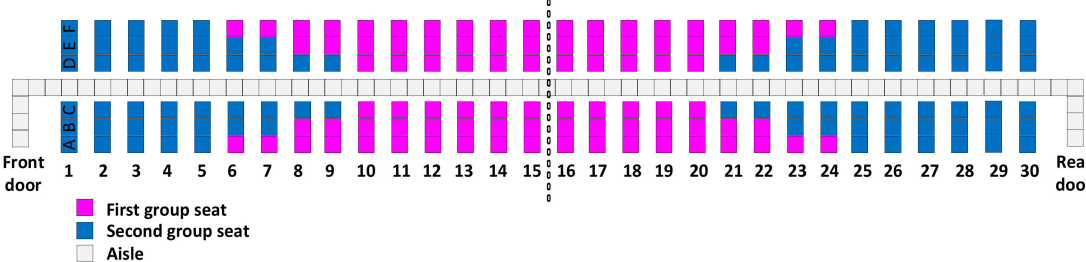 D E F
A B C
Front
door
1 2 3 4 5 6 7 8 9 10 11 12 13 14 15 16 17 18 19 20 21 22 23 24 25 26 27 28 29 30
Rea
doo
First group seat
Second group seat
Aisle